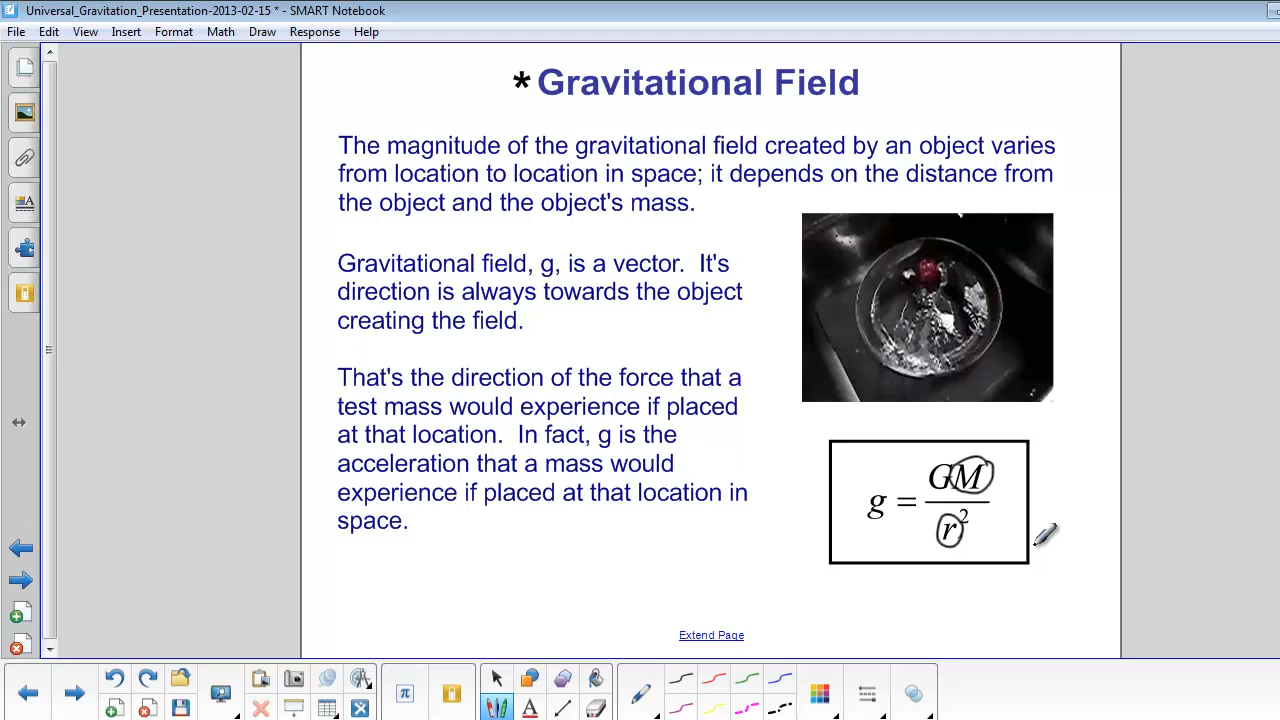 Universal_Gravitation_Presentation-2013-02-15 * - SMART Notebook
File Edit View Insert Format Math Draw Response Help
* Gravitational Field
The magnitude of the gravitational field created by an object varies
from location to location in space; it depends on the distance from
the object and the object's mass.
Gravitational field, g, is a vector. It's
direction is always towards the object
creating the field.
That's the direction of the force that a
test mass would experience if placed
at that location. In fact, g is the
acceleration that a mass would
experience if placed at that location in
space.
g = GM / r²
Extend Page